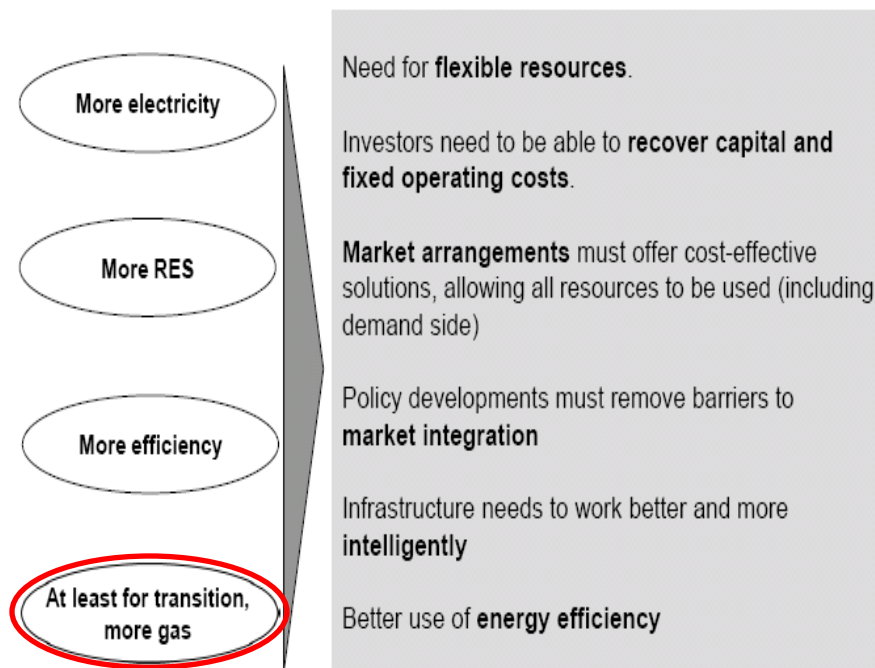 More electricity
More RES
More efficiency
At least for transition,
more gas
Need for flexible resources.
Investors need to be able to recover capital and
fixed operating costs.
Market arrangements must offer cost-effective
solutions, allowing all resources to be used (including
demand side)
Policy developments must remove barriers to
market integration
Infrastructure needs to work better and more
intelligently
Better use of energy efficiency